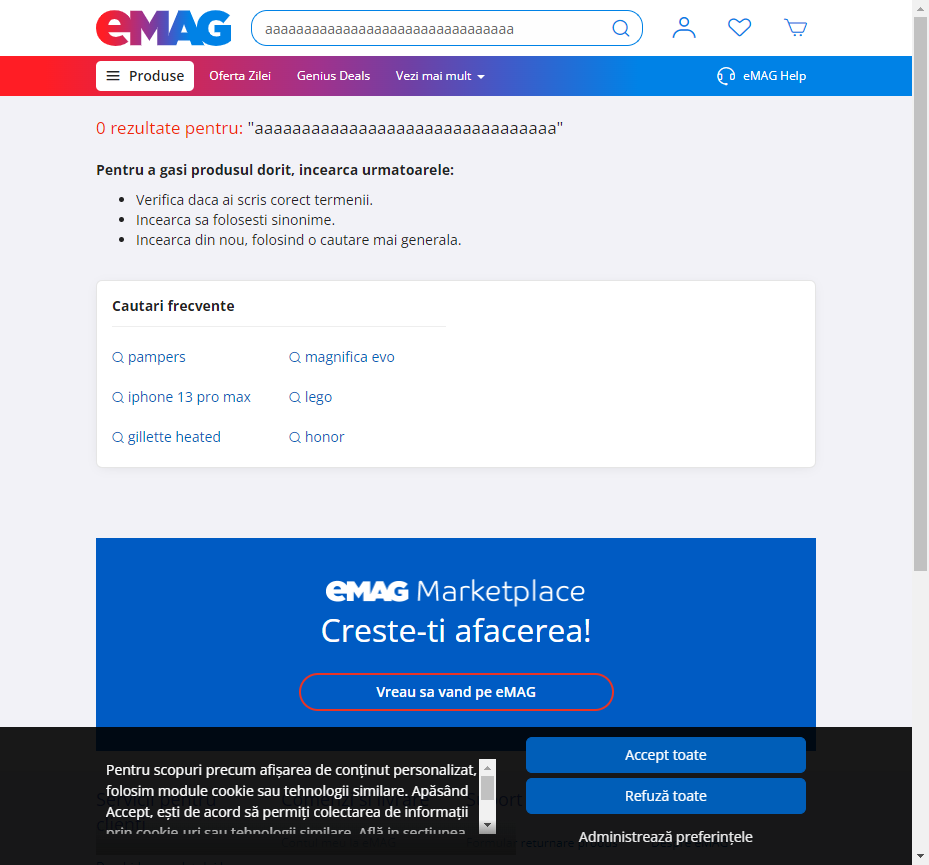 eMAG
aaaaaaaaaaaaaaaaaaaaaaaaaaaaaaaa
Produse
Oferta Zilei
Genius Deals
Vezi mai mult
eMAG Help
0 rezultate pentru: "aaaaaaaaaaaaaaaaaaaaaaaaaaaaaaaa"
Pentru a gasi produsul dorit, incearca urmatoarele:
Verifica daca ai scris corect termenii.
Incearca sa folosesti sinonime.
Incearca din nou, folosind o cautare mai generala.
Cautari frecvente
pampers
magnifica evo
iphone 13 pro max
lego
gillette heated
honor
eMAG Marketplace
Creste-ti afacerea!
Vreau sa vand pe eMAG
Pentru scopuri precum afișarea de conținut personalizat,
folosim module cookie sau tehnologii similare. Apăsând
Accept, ești de acord să permiți colectarea de informații
prin cookie-uri sau tehnologii similare. Află in sectiunea
Accept toate
Refuză toate
Administrează preferințele